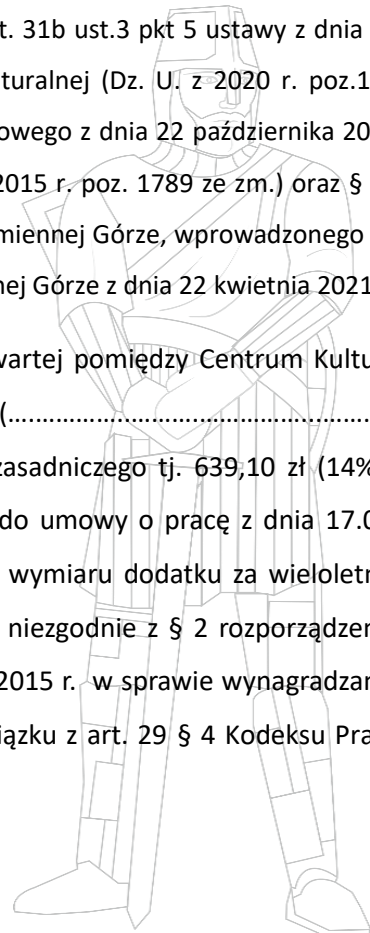 t. 31b ust.3 pkt 5 ustawy z dnia
turalnej (Dz. U. z 2020 r. poz.1
owego z dnia 22 października 20
2015 r. poz. 1789 ze zm.) oraz §
miennej Górze, wprowadzonego
nej Górze z dnia 22 kwietnia 2021
wartej pomiędzy Centrum Kultu
(....................................................
zasadniczego tj. 639,10 zł (14%
do umowy o pracę z dnia 17.0
wymiaru dodatku za wieloletn
niezgodnie z § 2 rozporządzen
2015 r. w sprawie wynagradzan
iązku z art. 29 § 4 Kodeksu Pra